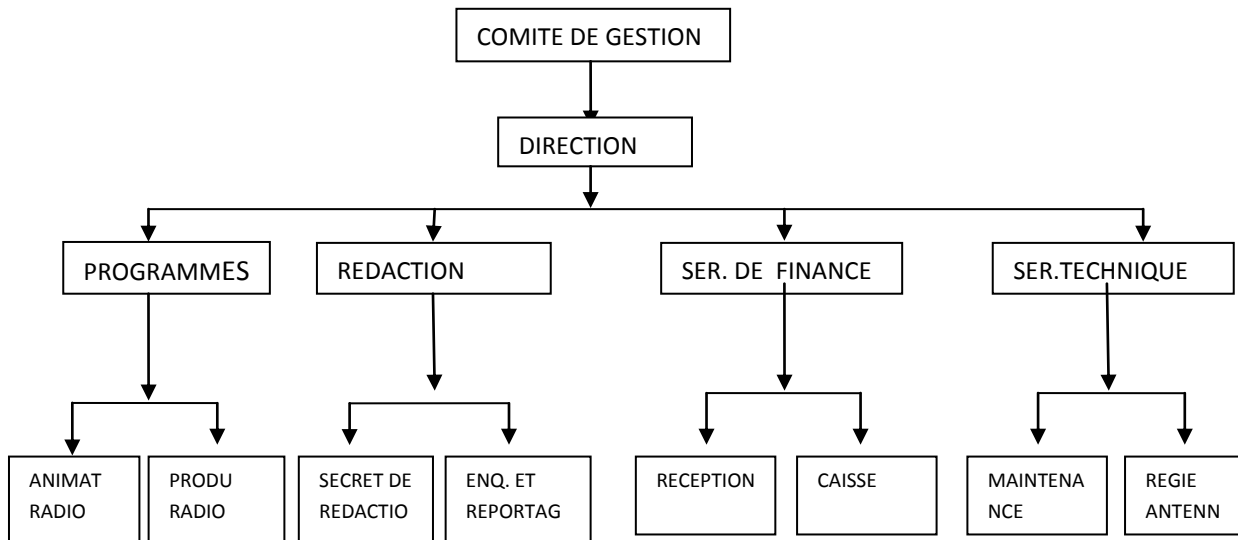 COMITE DE GESTION
DIRECTION
PROGRAMMES
REDACTION
SER. DE FINANCE
SER.TECHNIQUE
ANIMAT
RADIO
PRODU
RADIO
SECRET DE
REDACTIO
ENQ. ET
REPORTAG
RECEPTION
CAISSE
MAINTENA
NCE
REGIE
ANTENN